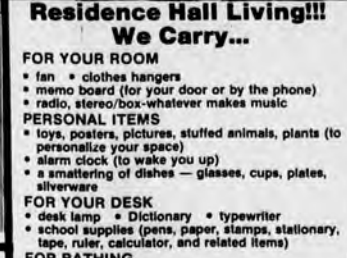 Residence Hall Living!!!
We Carry...
FOR YOUR ROOM
• fan • clothes hangers
• memo board (for your door or by the phone)
• radio, stereo/box-whatever makes music
PERSONAL ITEMS
• toys, posters, pictures, stuffed animals, plants (to
personalize your space)
• alarm clock (to wake you up)
• a smattering of dishes — glasses, cups, plates,
silverware
FOR YOUR DESK
• desk lamp • Dictionary • typewriter
• school supplies (pens, paper, stamps, stationary,
tape, ruler, calculator, and related items)
FOR BATHING